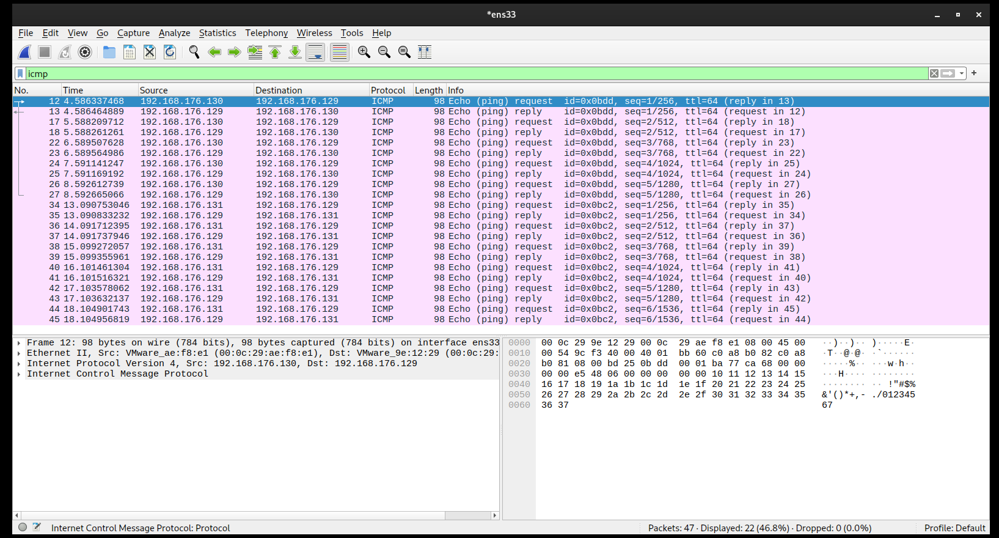 *ens33
File Edit View Go Capture Analyze Statistics Telephony Wireless Tools Help
icmp
No. Time Source Destination Protocol Length Info
12 4.586337468 192.168.176.130 192.168.176.129 ICMP 98 Echo (ping) request id=0x0bdd, seq=1/256, ttl=64 (reply in 13)
13 4.586464889 192.168.176.129 192.168.176.130 ICMP 98 Echo (ping) reply id=0x0bdd, seq=1/256, ttl=64 (request in 12)
17 5.588209712 192.168.176.130 192.168.176.129 ICMP 98 Echo (ping) request id=0x0bdd, seq=2/512, ttl=64 (reply in 18)
18 5.588261261 192.168.176.129 192.168.176.130 ICMP 98 Echo (ping) reply id=0x0bdd, seq=2/512, ttl=64 (request in 17)
22 6.589507628 192.168.176.130 192.168.176.129 ICMP 98 Echo (ping) request id=0x0bdd, seq=3/768, ttl=64 (reply in 23)
23 6.589564986 192.168.176.129 192.168.176.130 ICMP 98 Echo (ping) reply id=0x0bdd, seq=3/768, ttl=64 (request in 22)
24 7.591141247 192.168.176.130 192.168.176.129 ICMP 98 Echo (ping) request id=0x0bdd, seq=4/1024, ttl=64 (reply in 25)
25 7.591169192 192.168.176.129 192.168.176.130 ICMP 98 Echo (ping) reply id=0x0bdd, seq=4/1024, ttl=64 (request in 24)
26 8.592612739 192.168.176.130 192.168.176.129 ICMP 98 Echo (ping) request id=0x0bdd, seq=5/1280, ttl=64 (reply in 27)
27 8.592665066 192.168.176.129 192.168.176.130 ICMP 98 Echo (ping) reply id=0x0bdd, seq=5/1280, ttl=64 (request in 26)
34 13.090753046 192.168.176.131 192.168.176.129 ICMP 98 Echo (ping) request id=0x0bc2, seq=1/256, ttl=64 (reply in 35)
35 13.090833232 192.168.176.129 192.168.176.131 ICMP 98 Echo (ping) reply id=0x0bc2, seq=1/256, ttl=64 (request in 34)
36 14.091712395 192.168.176.131 192.168.176.129 ICMP 98 Echo (ping) request id=0x0bc2, seq=2/512, ttl=64 (reply in 37)
37 14.091737946 192.168.176.129 192.168.176.131 ICMP 98 Echo (ping) reply id=0x0bc2, seq=2/512, ttl=64 (request in 36)
38 15.099272057 192.168.176.131 192.168.176.129 ICMP 98 Echo (ping) request id=0x0bc2, seq=3/768, ttl=64 (reply in 39)
39 15.099355961 192.168.176.129 192.168.176.131 ICMP 98 Echo (ping) reply id=0x0bc2, seq=3/768, ttl=64 (request in 38)
40 16.101461304 192.168.176.131 192.168.176.129 ICMP 98 Echo (ping) request id=0x0bc2, seq=4/1024, ttl=64 (reply in 41)
41 16.101516321 192.168.176.129 192.168.176.131 ICMP 98 Echo (ping) reply id=0x0bc2, seq=4/1024, ttl=64 (request in 40)
42 17.103578062 192.168.176.131 192.168.176.129 ICMP 98 Echo (ping) request id=0x0bc2, seq=5/1280, ttl=64 (reply in 43)
43 17.103632137 192.168.176.129 192.168.176.131 ICMP 98 Echo (ping) reply id=0x0bc2, seq=5/1280, ttl=64 (request in 42)
44 18.104901743 192.168.176.131 192.168.176.129 ICMP 98 Echo (ping) request id=0x0bc2, seq=6/1536, ttl=64 (reply in 45)
45 18.104956819 192.168.176.129 192.168.176.131 ICMP 98 Echo (ping) reply id=0x0bc2, seq=6/1536, ttl=64 (request in 44)
Frame 12: 98 bytes on wire (784 bits), 98 bytes captured (784 bits) on interface ens33
Ethernet II, Src: VMware_ae:f8:e1 (00:0c:29:ae:f8:e1), Dst: VMware_9e:12:29 (00:0c:29:
Internet Protocol Version 4, Src: 192.168.176.130, Dst: 192.168.176.129
Internet Control Message Protocol
0000 00 0c 29 9e 12 29 00 0c 29 ae f8 e1 08 00 45 00 ··)··)·· )·····E·
0010 00 54 9c f3 40 00 40 01 bb 60 c0 a8 b0 82 c0 a8 ·T··@·@· ·`······
0020 b0 81 08 00 bd 25 0b dd 00 01 ba 77 ca 68 00 00 ·····%·· ···w·h··
0030 00 00 e5 48 06 00 00 00 00 00 10 11 12 13 14 15 ···H···· ········
0040 16 17 18 19 1a 1b 1c 1d 1e 1f 20 21 22 23 24 25 ········ ·· !"#$%
0050 26 27 28 29 2a 2b 2c 2d 2e 2f 30 31 32 33 34 35 &'()*+,- ./012345
0060 36 37 67
Internet Control Message Protocol: Protocol Packets: 47 · Displayed: 22 (46.8%) · Dropped: 0 (0.0%) Profile: Default